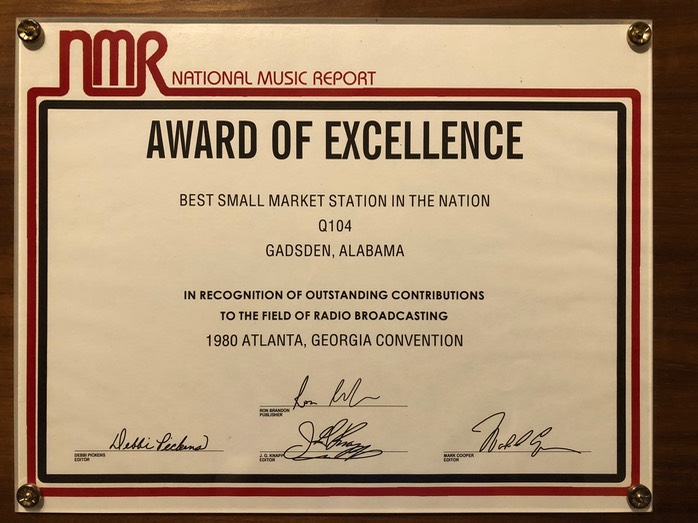 NMR NATIONAL MUSIC REPORT
AWARD OF EXCELLENCE
BEST SMALL MARKET STATION IN THE NATION
Q104
GADSDEN, ALABAMA
IN RECOGNITION OF OUTSTANDING CONTRIBUTIONS
TO THE FIELD OF RADIO BROADCASTING
1980 ATLANTA, GEORGIA CONVENTION
RON BRANDON
PUBLISHER
Debbi Pickens
DEBBI PICKENS
EDITOR
J. G. KNAPP
EDITOR
MARK COOPER
EDITOR